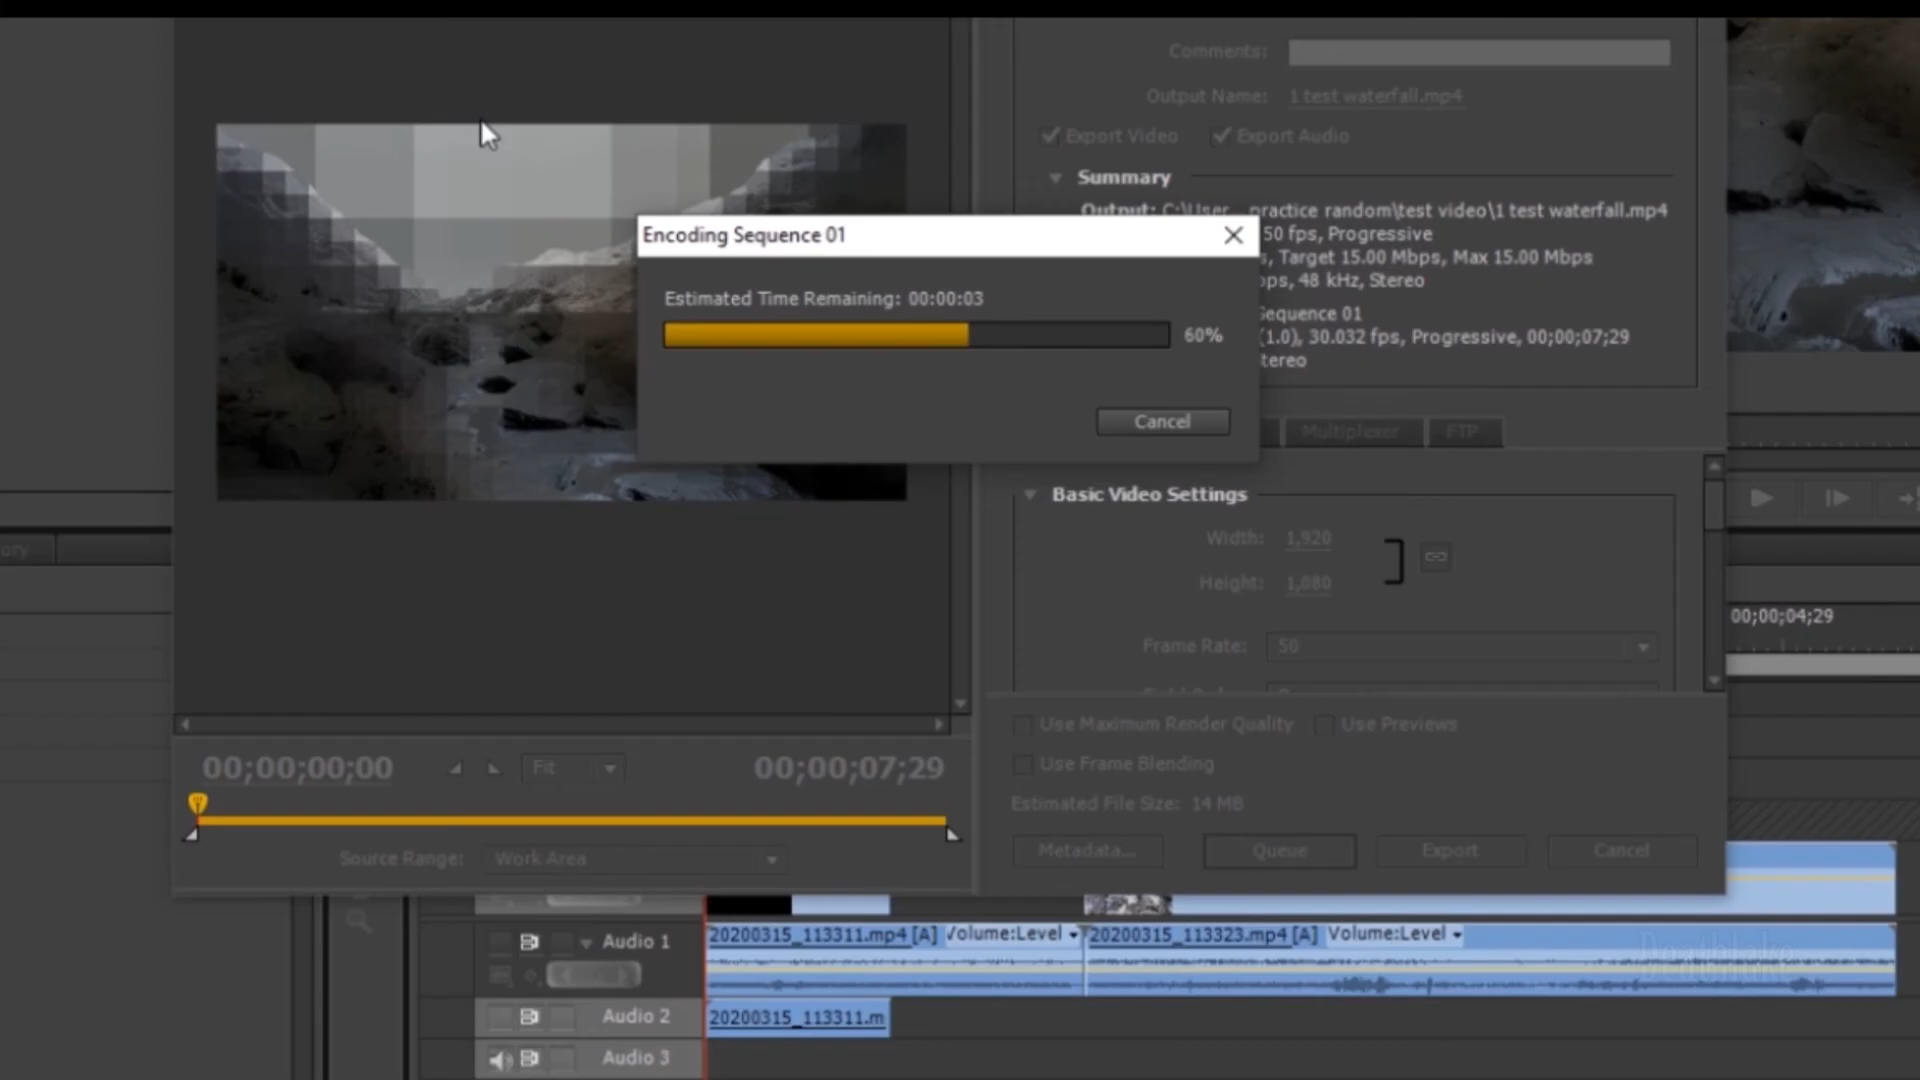 Comments:
Output Name: 1 test waterfall.mp4
Export Video Export Audio
Summary
Output: C:\User... practice random\test video\1 test waterfall.mp4
50 fps, Progressive
s, Target 15.00 Mbps, Max 15.00 Mbps
ops, 48 kHz, Stereo
Sequence 01
(1.0), 30.032 fps, Progressive, 00;00;07;29
tereo
Encoding Sequence 01
Estimated Time Remaining: 00:00:03
60%
Cancel
Multiplexer FTP
Basic Video Settings
Width: 1,920
Height: 1,080
Frame Rate: 50
ory
00;00;04;29
Use Maximum Render Quality Use Previews
Use Frame Blending
Estimated File Size: 14 MB
Metadata... Queue Export Cancel
00;00;00;00 Fit 00;00;07;29
Source Range: Work Area
Audio 1 20200315_113311.mp4 [A] Volume:Level 20200315_113323.mp4 [A] Volume:Level
Deathlake
Audio 2 20200315_113311.m
Audio 3